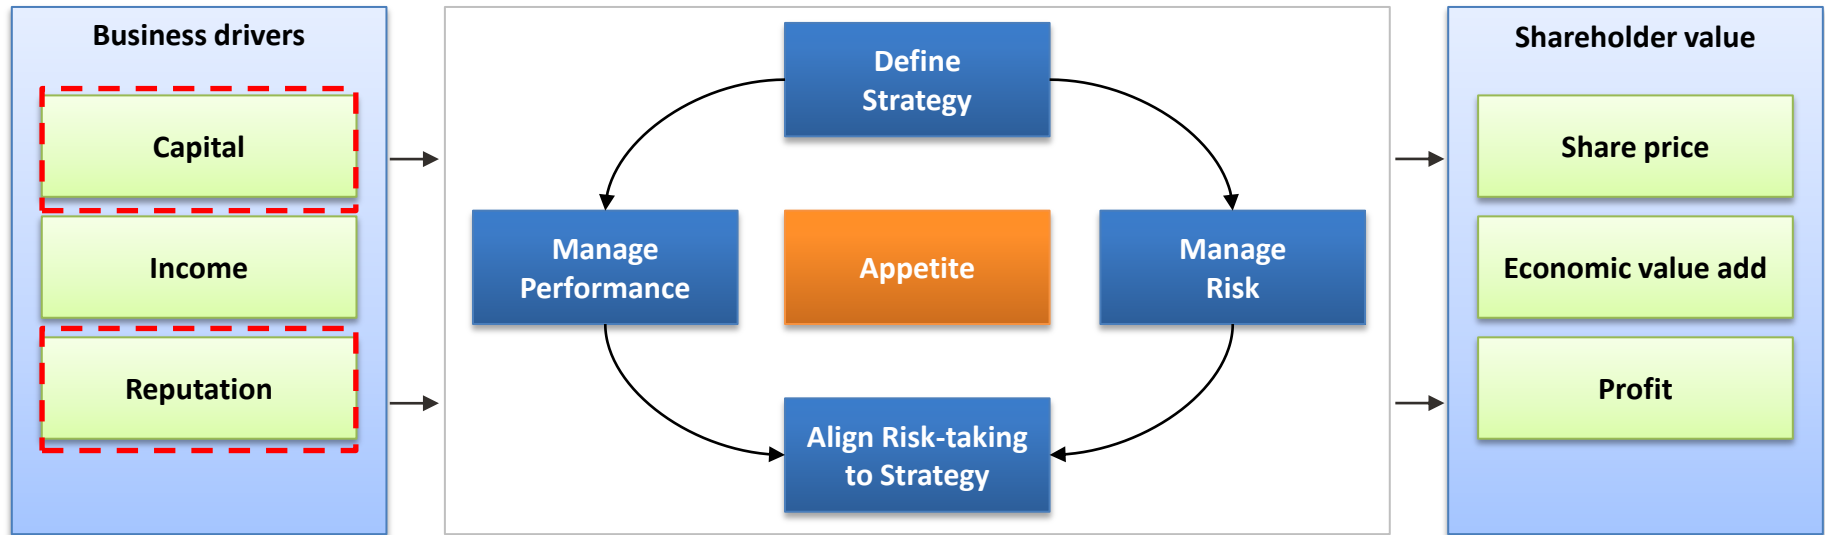 Business drivers
Capital
Income
Reputation
Define
Strategy
Manage
Performance
Appetite
Manage
Risk
Align Risk-taking
to Strategy
Shareholder value
Share price
Economic value add
Profit